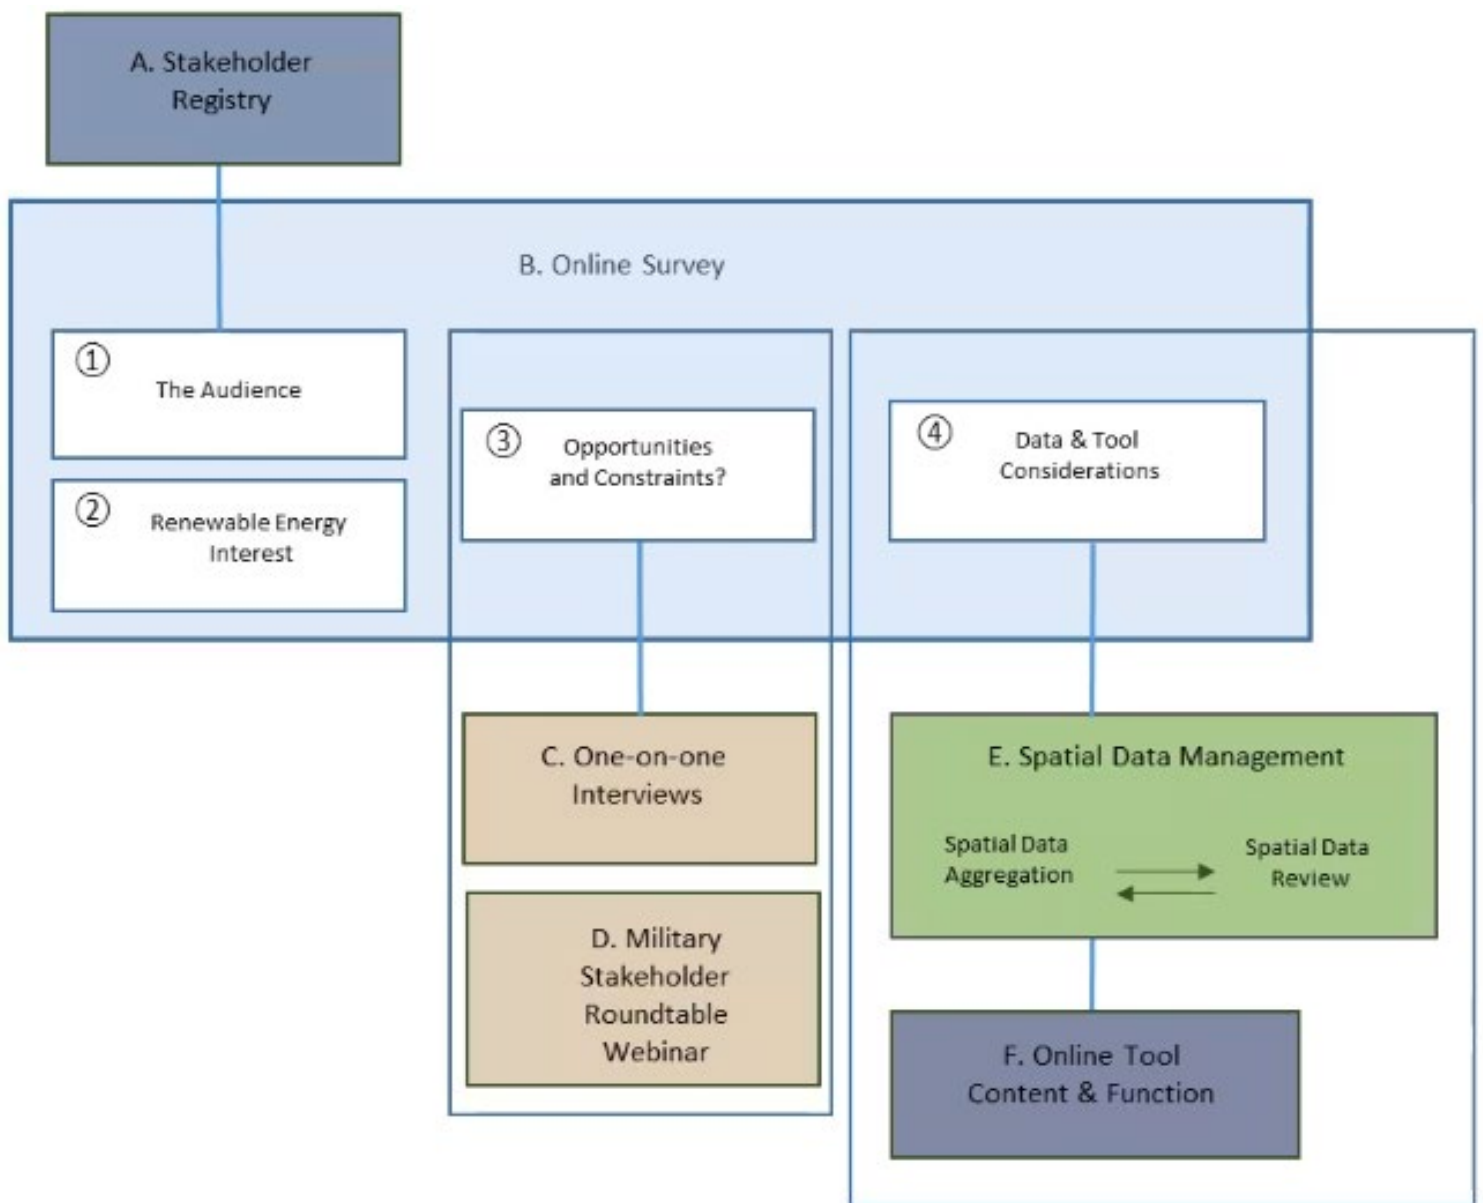 A. Stakeholder
Registry
B. Online Survey
①
The Audience
②
Renewable Energy
Interest
③
Opportunities
and Constraints?
④
Data & Tool
Considerations
C. One-on-one
Interviews
D. Military
Stakeholder
Roundtable
Webinar
E. Spatial Data Management
Spatial Data
Aggregation
Spatial Data
Review
F. Online Tool
Content & Function